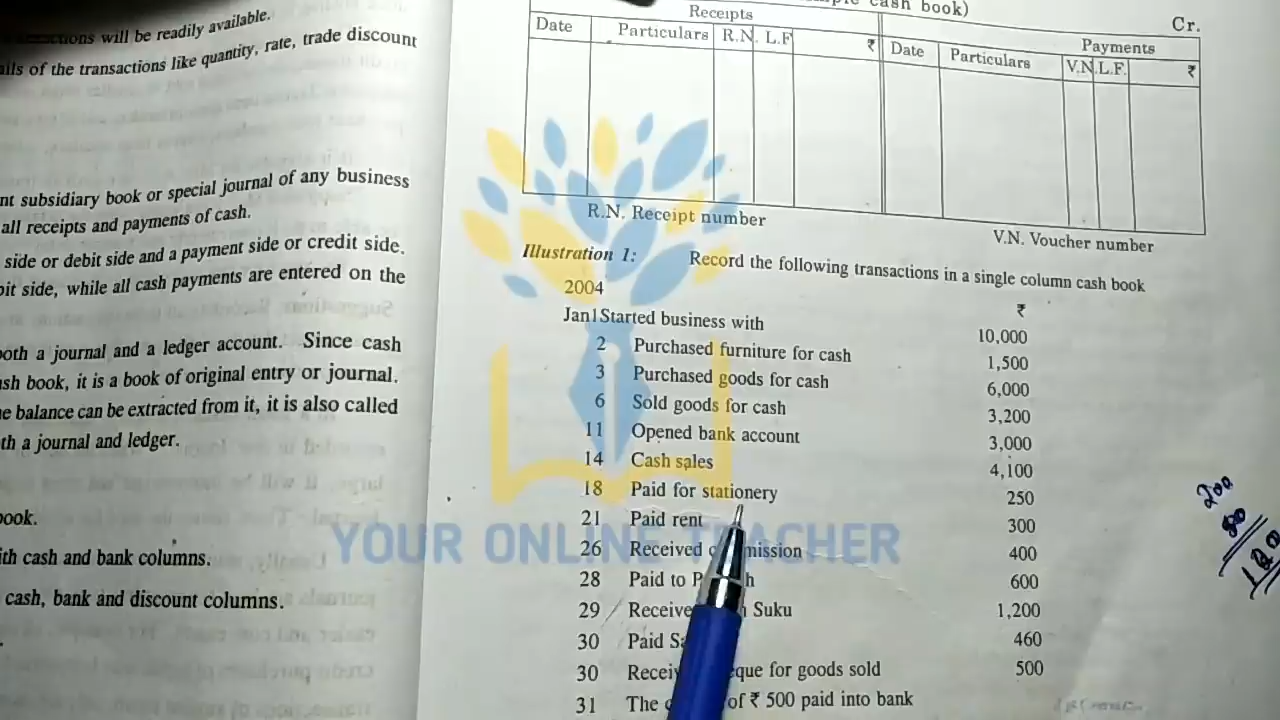 ctions will be readily available.
ails of the transactions like quantity, rate, trade discount
nt subsidiary book or special journal of any business
all receipts and payments of cash.
side or debit side and a payment side or credit side.
bit side, while all cash payments are entered on the
both a journal and a ledger account. Since cash
sh book, it is a book of original entry or journal.
e balance can be extracted from it, it is also called
th a journal and ledger.
book.
ith cash and bank columns.
cash, bank and discount columns.
cash book)
Cr.
Receipts Payments
Date Particulars R.N. L.F ₹ Date Particulars V.N. L.F. ₹
R.N. Receipt number
V.N. Voucher number
Illustration 1: Record the following transactions in a single column cash book
2004 ₹
Jan1Started business with 10,000
2 Purchased furniture for cash 1,500
3 Purchased goods for cash 6,000
6 Sold goods for cash 3,200
11 Opened bank account 3,000
14 Cash sales 4,100
18 Paid for stationery 250
21 Paid rent 300
26 Received mission 400
28 Paid to P h 600
29 Receive Suku 1,200
30 Paid Sa 460
30 Recei que for goods sold 500
31 The of ₹ 500 paid into bank
200
80
120
YOUR ONLINE TEACHER